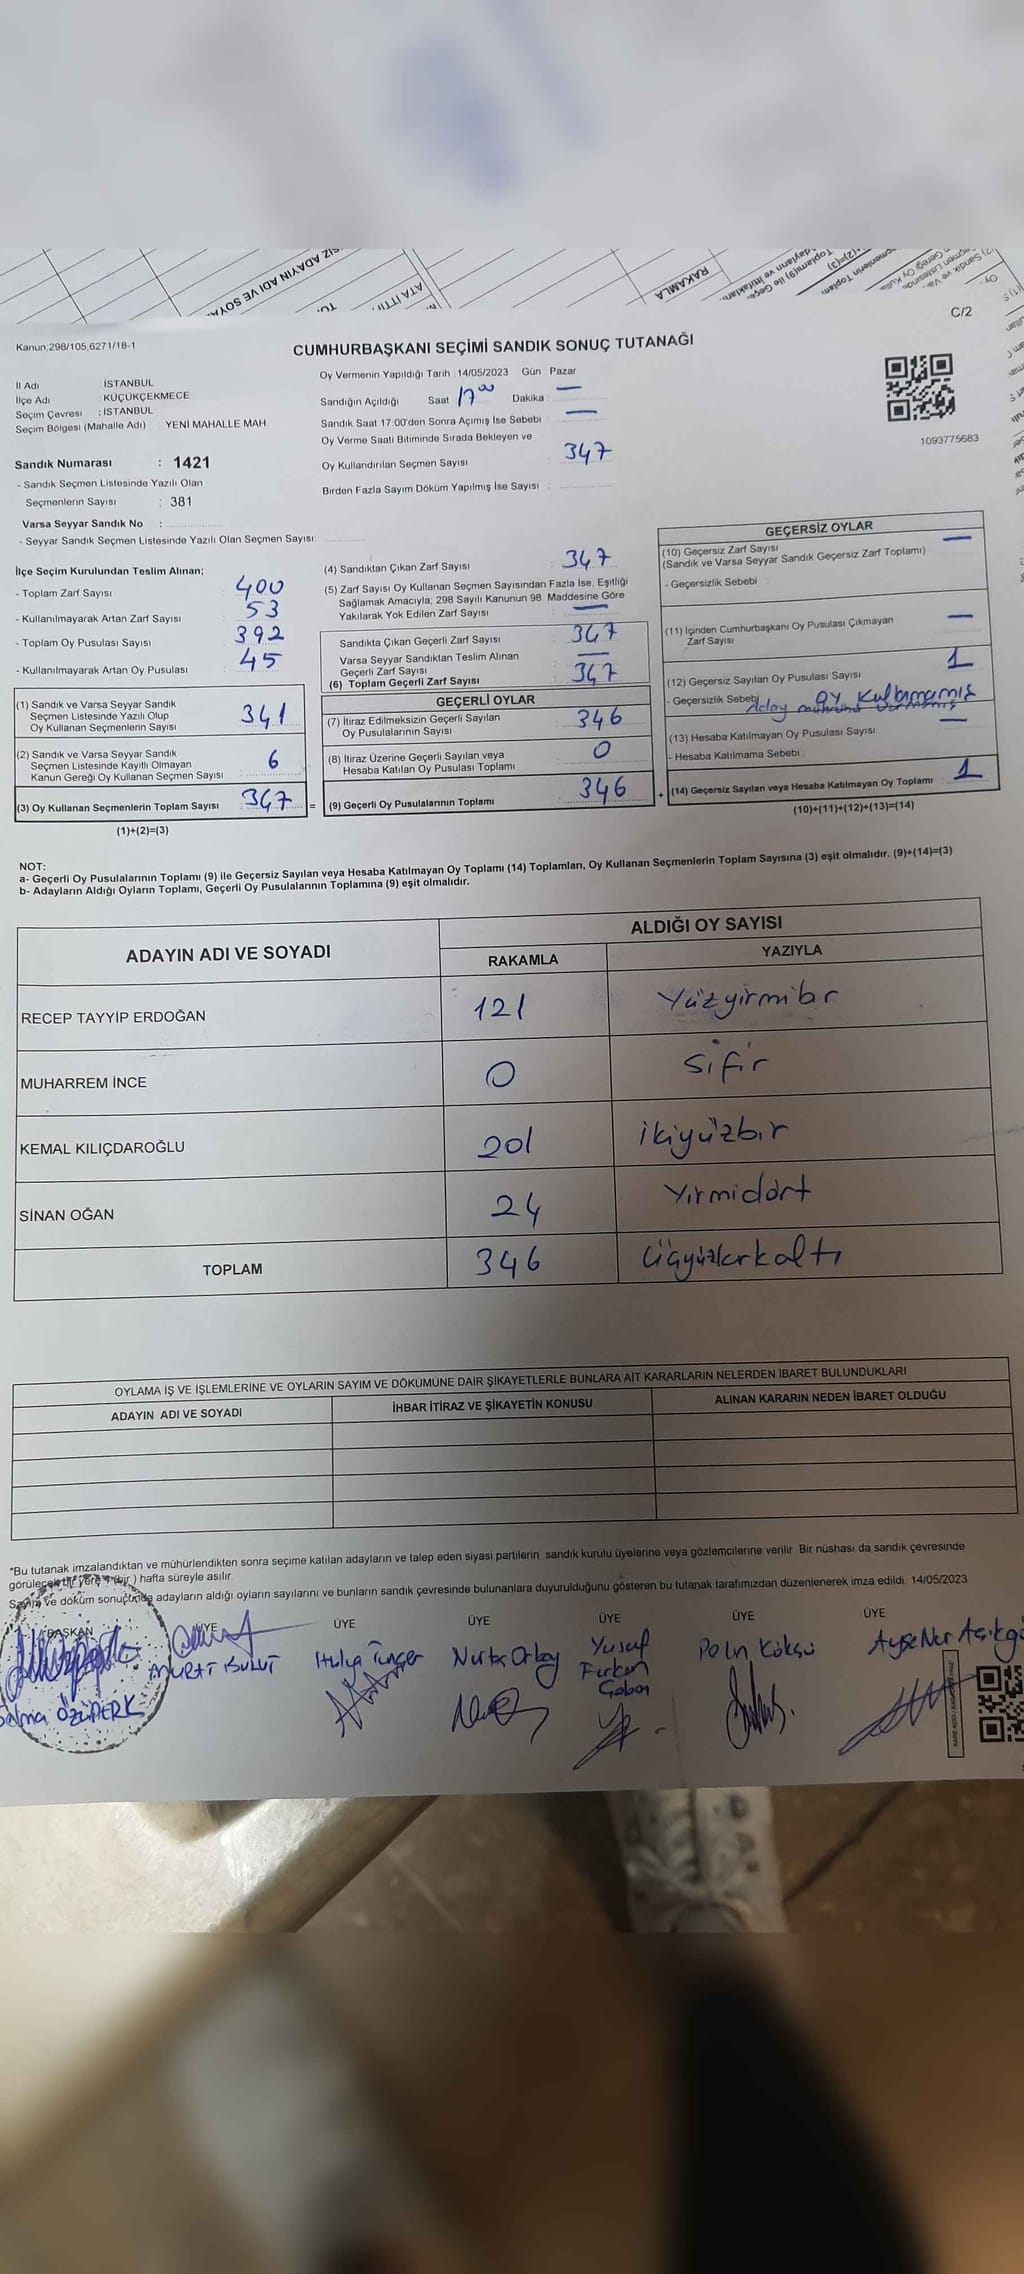 C/2
Kanun;298/105,6271/18-1
CUMHURBAŞKANI SEÇİMİ SANDIK SONUÇ TUTANAĞI
İl Adı : İSTANBUL
İlçe Adı : KÜÇÜKÇEKMECE
Seçim Çevresi : İSTANBUL
Seçim Bölgesi (Mahalle Adı) : YENİ MAHALLE MAH.
Sandık Numarası : 1421
- Sandık Seçmen Listesinde Yazılı Olan
Seçmenlerin Sayısı : 381
Varsa Seyyar Sandık No :
- Seyyar Sandık Seçmen Listesinde Yazılı Olan Seçmen Sayısı:
Oy Vermenin Yapıldığı Tarih :14/05/2023 Gün : Pazar
Sandığın Açıldığı Saat 17 00 Dakika : —
Sandık Saat 17:00'den Sonra Açımış İse Sebebi : —
Oy Verme Saati Bitiminde Sırada Bekleyen ve
Oy Kullandırılan Seçmen Sayısı : 347
Birden Fazla Sayım Döküm Yapılmış İse Sayısı :
1093775683
İlçe Seçim Kurulundan Teslim Alınan;
- Toplam Zarf Sayısı : 400
- Kullanılmayarak Artan Zarf Sayısı : 53
- Toplam Oy Pusulası Sayısı : 392
- Kullanılmayarak Artan Oy Pusulası : 45
(1) Sandık ve Varsa Seyyar Sandık
Seçmen Listesinde Yazılı Olup
Oy Kullanan Seçmenlerin Sayısı : 341
(2) Sandık ve Varsa Seyyar Sandık
Seçmen Listesinde Kayıtlı Olmayan
Kanun Gereği Oy Kullanan Seçmen Sayısı : 6
(3) Oy Kullanan Seçmenlerin Toplam Sayısı : 347
(1)+(2)=(3)
(4) Sandıktan Çıkan Zarf Sayısı : 347
(5) Zarf Sayısı Oy Kullanan Seçmen Sayısından Fazla İse, Eşitliği
Sağlamak Amacıyla; 298 Sayılı Kanunun 98. Maddesine Göre
Yakılarak Yok Edilen Zarf Sayısı : —
Sandıkta Çıkan Geçerli Zarf Sayısı : 347
Varsa Seyyar Sandıktan Teslim Alınan
Geçerli Zarf Sayısı : —
(6) Toplam Geçerli Zarf Sayısı : 347
GEÇERLİ OYLAR
(7) İtiraz Edilmeksizin Geçerli Sayılan
Oy Pusulalarının Sayısı : 346
(8) İtiraz Üzerine Geçerli Sayılan veya
Hesaba Katılan Oy Pusulası Toplamı : 0
= (9) Geçerli Oy Pusulalarının Toplamı : 346
GEÇERSİZ OYLAR
(10) Geçersiz Zarf Sayısı —
(Sandık ve Varsa Seyyar Sandık Geçersiz Zarf Toplamı)
- Geçersizlik Sebebi :
(11) İçinden Cumhurbaşkanı Oy Pusulası Çıkmayan
Zarf Sayısı —
(12) Geçersiz Sayılan Oy Pusulası Sayısı 1
- Geçersizlik Sebebi oy kullanmamış
Aday
(13) Hesaba Katılmayan Oy Pusulası Sayısı —
- Hesaba Katılmama Sebebi :
+ (14) Geçersiz Sayılan veya Hesaba Katılmayan Oy Toplamı : 1
(10)+(11)+(12)+(13)=(14)
NOT:
a- Geçerli Oy Pusulalarının Toplamı (9) ile Geçersiz Sayılan veya Hesaba Katılmayan Oy Toplamı (14) Toplamları, Oy Kullanan Seçmenlerin Toplam Sayısına (3) eşit olmalıdır. (9)+(14)=(3)
b- Adayların Aldığı Oyların Toplamı, Geçerli Oy Pusulalarının Toplamına (9) eşit olmalıdır.
ADAYIN ADI VE SOYADI
ALDIĞI OY SAYISI
RAKAMLA YAZIYLA
RECEP TAYYİP ERDOĞAN 121 Yüzyirmibr
MUHARREM İNCE 0 sıfır
KEMAL KILIÇDAROĞLU 201 ikiyüzbir
SİNAN OĞAN 24 Yirmidört
TOPLAM 346 Üçyüzkırkaltı
OYLAMA İŞ VE İŞLEMLERİNE VE OYLARIN SAYIM VE DÖKÜMÜNE DAİR ŞİKAYETLERLE BUNLARA AİT KARARLARIN NELERDEN İBARET BULUNDUKLARI
ADAYIN ADI VE SOYADI İHBAR İTİRAZ VE ŞİKAYETİN KONUSU ALINAN KARARIN NEDEN İBARET OLDUĞU
*Bu tutanak imzalandıktan ve mühürlendikten sonra seçime katılan adayların ve talep eden siyasi partilerin sandık kurulu üyelerine veya gözlemcilerine verilir. Bir nüshası da sandık çevresinde
görülecek bir yere 1 (bir ) hafta süreyle asılır.
Sayım ve döküm sonuçunda adayların aldığı oyların sayılarını ve bunların sandık çevresinde bulunanlara duyurulduğunu gösteren bu tutanak tarafımızdan düzenlenerek imza edildi. 14/05/2023
BAŞKAN ÜYE ÜYE ÜYE ÜYE ÜYE ÜYE
MURAT BULUT Hülya Tunçer Yusuf Furkan Pelin Köksü Ayşe Nur